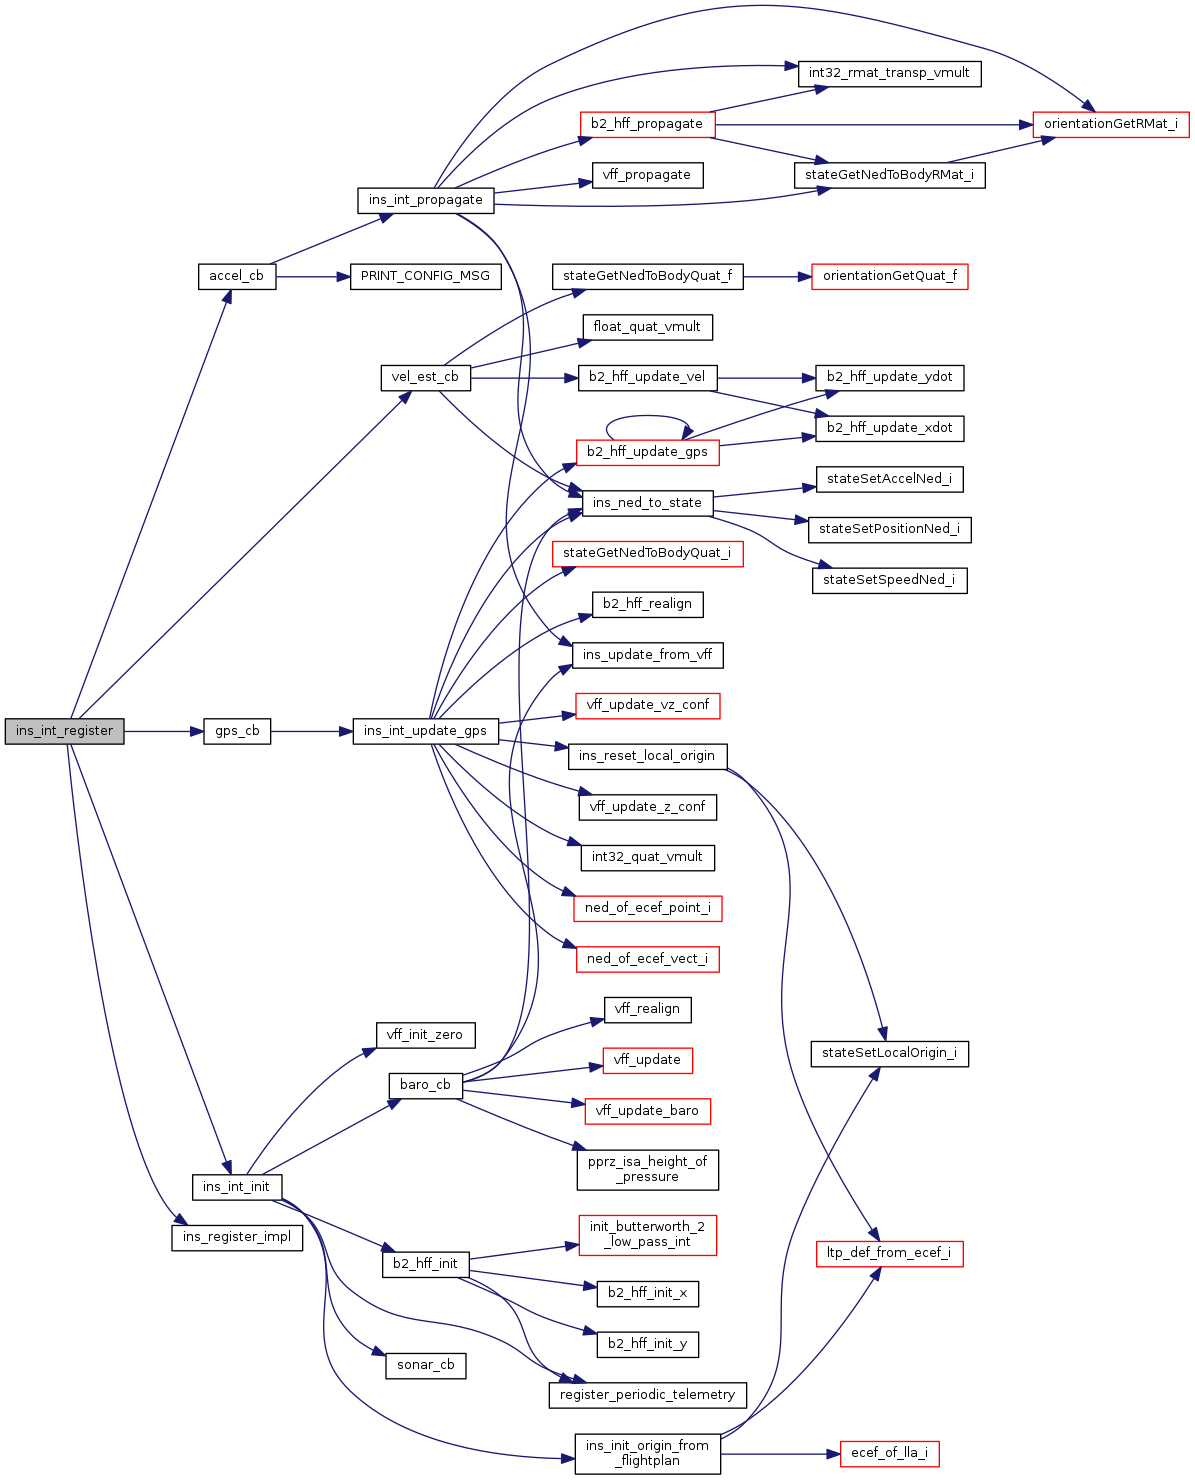 int32_rmat_transp_vmult
b2_hff_propagate
orientationGetRMat_i
vff_propagate
stateGetNedToBodyRMat_i
ins_int_propagate
accel_cb
PRINT_CONFIG_MSG
stateGetNedToBodyQuat_f
orientationGetQuat_f
float_quat_vmult
vel_est_cb
b2_hff_update_vel
b2_hff_update_ydot
b2_hff_update_xdot
b2_hff_update_gps
stateSetAccelNed_i
ins_ned_to_state
stateSetPositionNed_i
stateGetNedToBodyQuat_i
stateSetSpeedNed_i
b2_hff_realign
ins_update_from_vff
vff_update_vz_conf
ins_int_register
gps_cb
ins_int_update_gps
ins_reset_local_origin
vff_update_z_conf
int32_quat_vmult
ned_of_ecef_point_i
ned_of_ecef_vect_i
vff_realign
vff_init_zero
stateSetLocalOrigin_i
vff_update
baro_cb
vff_update_baro
pprz_isa_height_of
_pressure
ins_int_init
init_butterworth_2
_low_pass_int
ins_register_impl
ltp_def_from_ecef_i
b2_hff_init
b2_hff_init_x
b2_hff_init_y
sonar_cb
register_periodic_telemetry
ins_init_origin_from
_flightplan
ecef_of_lla_i